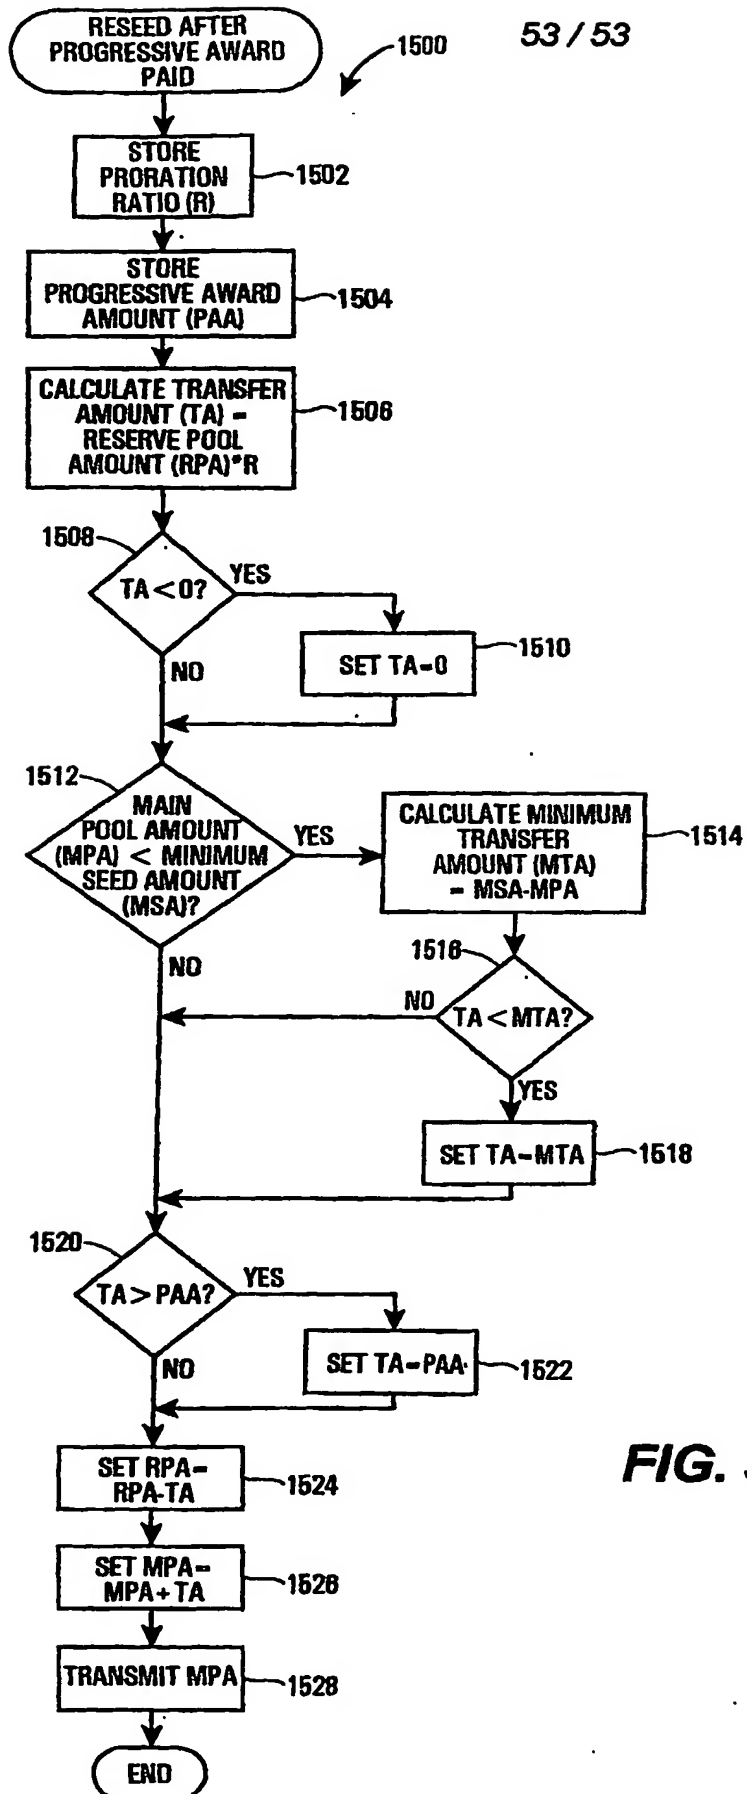 RESEED AFTER
PROGRESSIVE AWARD
PAID
53 / 53
1500
STORE
PRORATION
RATIO (R)
1502
STORE
PROGRESSIVE AWARD
AMOUNT (PAA)
1504
CALCULATE TRANSFER
AMOUNT (TA) =
RESERVE POOL
AMOUNT (RPA)*R
1506
1508
TA < 0?
YES
NO
SET TA=0
1510
1512
MAIN
POOL AMOUNT
(MPA) < MINIMUM
SEED AMOUNT
(MSA)?
YES
NO
CALCULATE MINIMUM
TRANSFER
AMOUNT (MTA)
= MSA-MPA
1514
1516
TA < MTA?
NO
YES
SET TA=MTA
1518
1520
TA > PAA?
YES
NO
SET TA=PAA
1522
SET RPA=
RPA-TA
1524
SET MPA=
MPA+TA
1526
TRANSMIT MPA
1528
END
FIG.